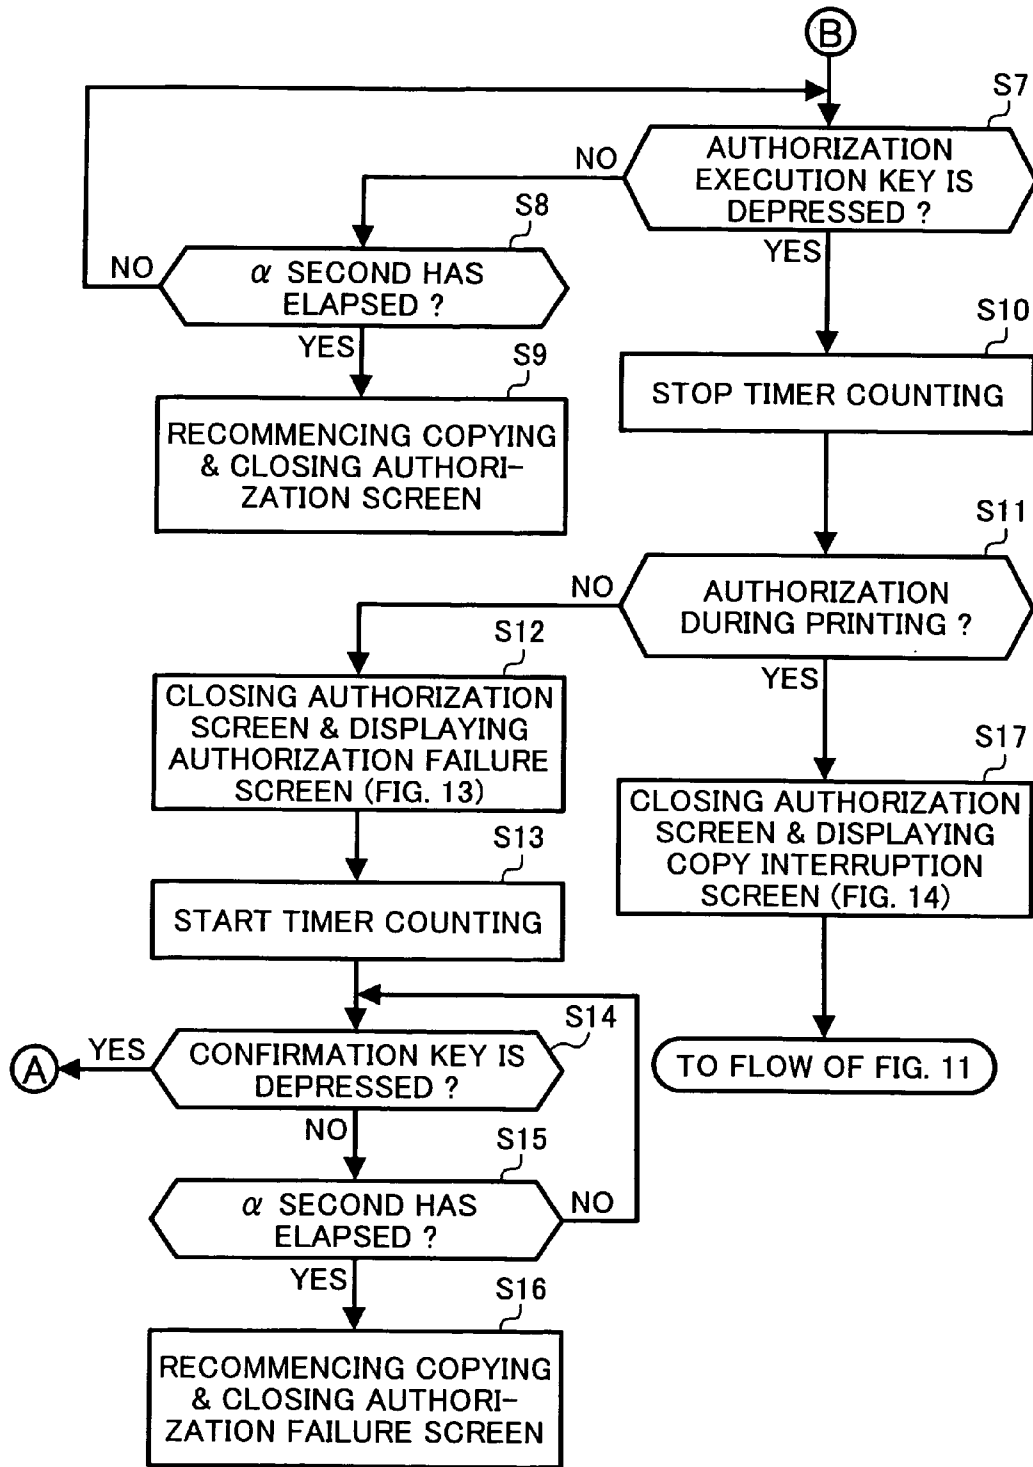 B
S7
AUTHORIZATION
EXECUTION KEY IS
DEPRESSED ?
NO
YES
S8
α SECOND HAS
ELAPSED ?
NO
YES
S9
RECOMMENCING COPYING
& CLOSING AUTHORI-
ZATION SCREEN
S10
STOP TIMER COUNTING
S11
AUTHORIZATION
DURING PRINTING ?
NO
YES
S12
CLOSING AUTHORIZATION
SCREEN & DISPLAYING
AUTHORIZATION FAILURE
SCREEN (FIG. 13)
S13
START TIMER COUNTING
S14
CONFIRMATION KEY IS
DEPRESSED ?
YES
A
NO
S15
α SECOND HAS
ELAPSED ?
NO
YES
S16
RECOMMENCING COPYING
& CLOSING AUTHORI-
ZATION FAILURE SCREEN
S17
CLOSING AUTHORIZATION
SCREEN & DISPLAYING
COPY INTERRUPTION
SCREEN (FIG. 14)
TO FLOW OF FIG. 11